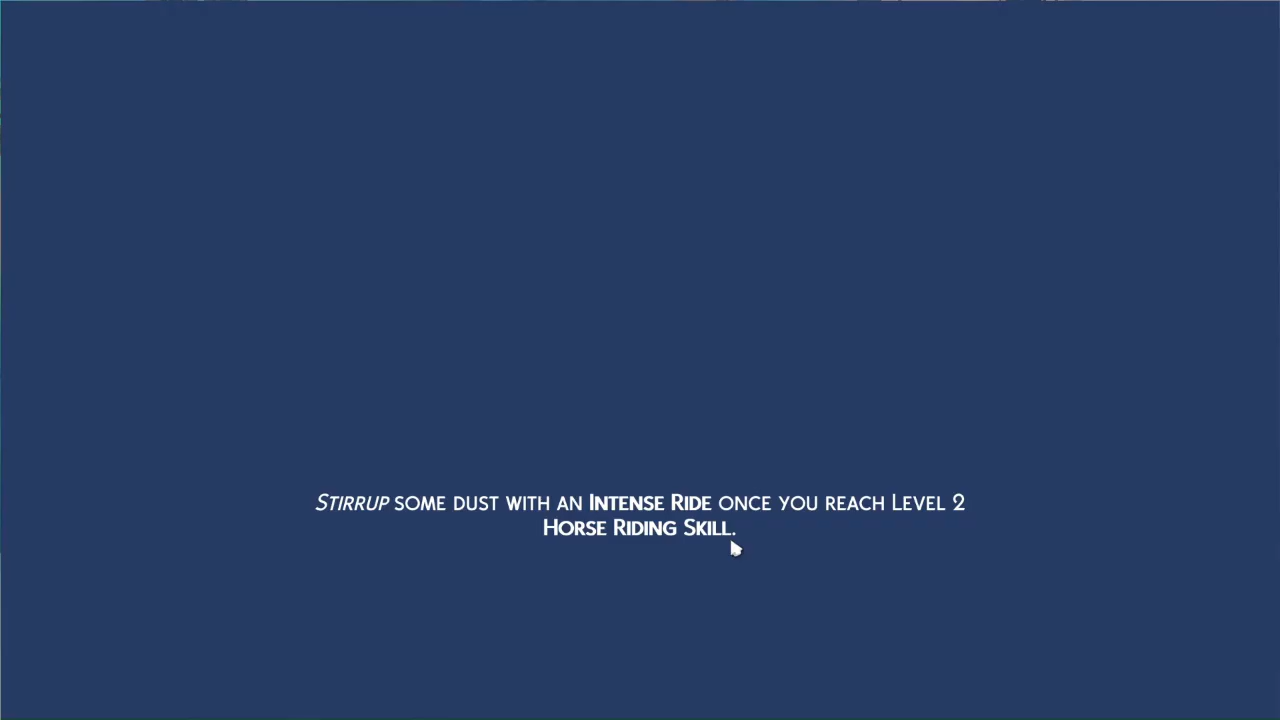 Stirrup some dust with an Intense Ride once you reach Level 2
Horse Riding Skill.